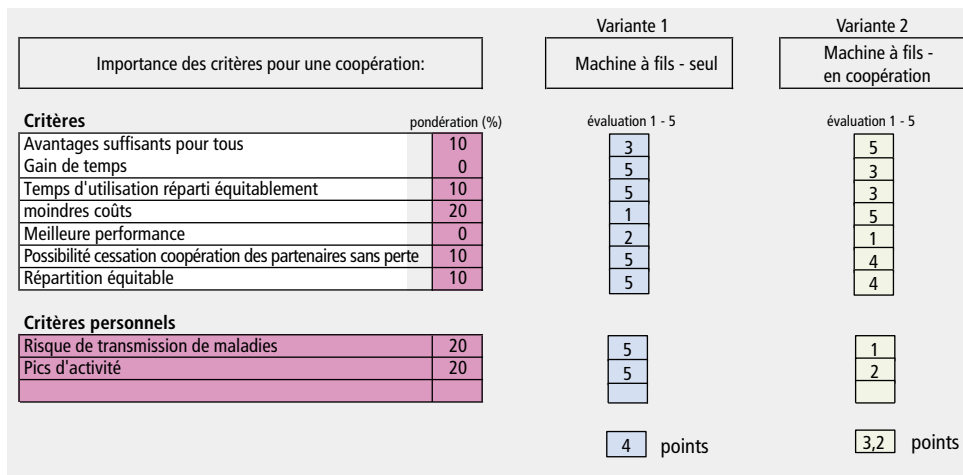 Variante 1 Variante 2
Importance des critères pour une coopération: Machine à fils - seul Machine à fils -
en coopération
Critères pondération (%) évaluation 1 - 5 évaluation 1 - 5
Avantages suffisants pour tous 10 3 5
Gain de temps 0 5 3
Temps d'utilisation réparti équitablement 10 5 3
moindres coûts 20 1 5
Meilleure performance 0 2 1
Possibilité cessation coopération des partenaires sans perte 10 5 4
Répartition équitable 10 5 4
Critères personnels
Risque de transmission de maladies 20 5 1
Pics d'activité 20 5 2
4 points 3,2 points